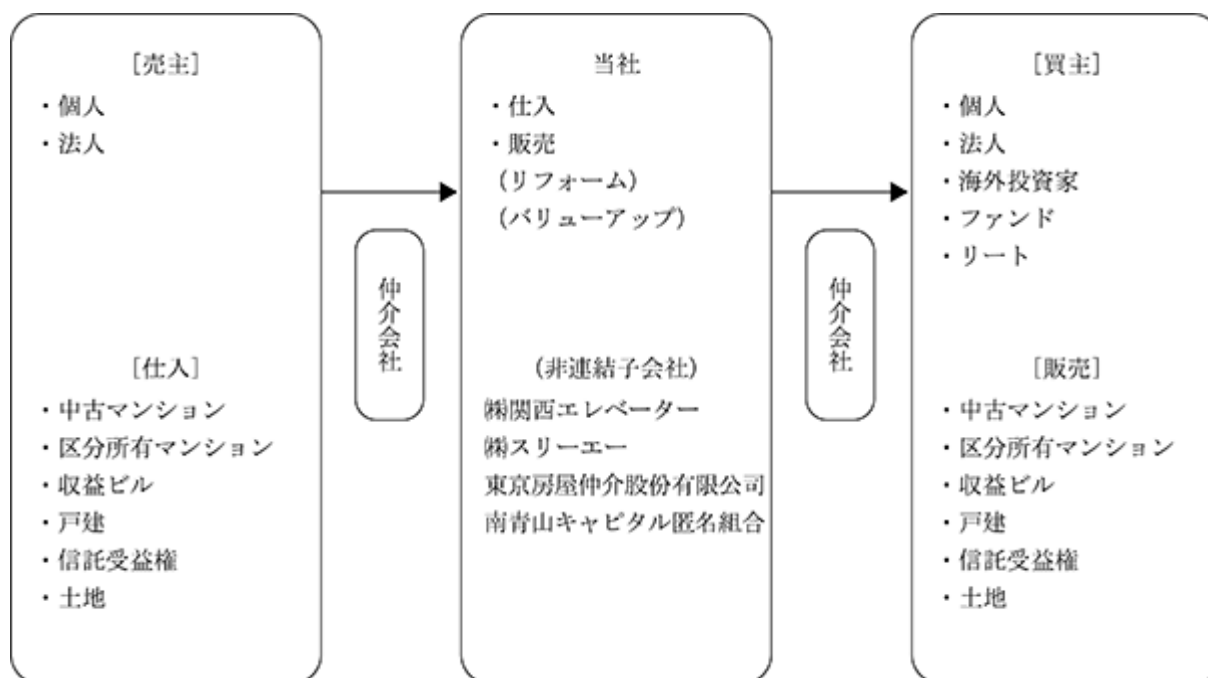 [売主]
・個人
・法人
[仕入]
・中古マンション
・区分所有マンション
・収益ビル
・戸建
・信託受益権
・土地
仲介会社
当社
・仕入
・販売
(リフォーム)
(バリューアップ)
(非連結子会社)
㈱関西エレベーター
㈱スリーエー
東京房屋仲介股份有限公司
南青山キャピタル匿名組合
仲介会社
[買主]
・個人
・法人
・海外投資家
・ファンド
・リート
[販売]
・中古マンション
・区分所有マンション
・収益ビル
・戸建
・信託受益権
・土地